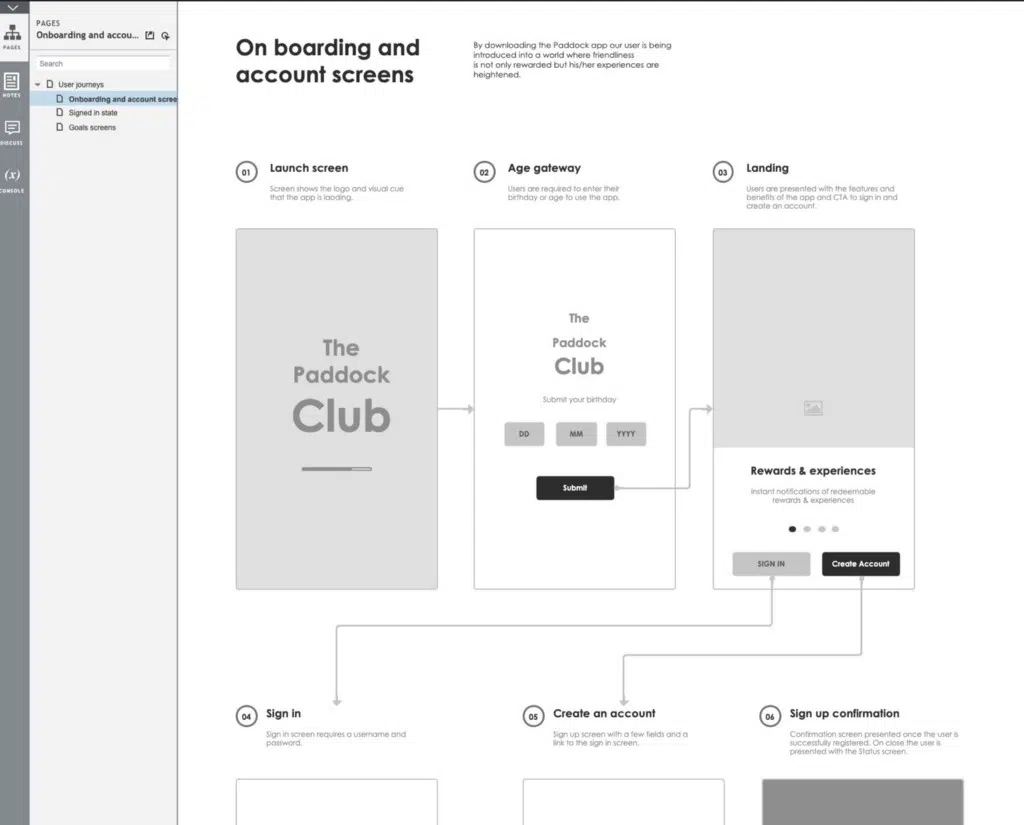 PAGES
Onboarding and accou...
Search
User journeys
Onboarding and account scree
Signed in state
Goals screens
PAGES
NOTES
DISCUSS
(x)
CONSOLE
On boarding and
account screens
By downloading the Paddock app our user is being
introduced into a world where friendliness
is not only rewarded but his/her experiences are
heightened.
01
Launch screen
Screen shows the logo and visual cue
that the app is laoding.
02
Age gateway
Users are required to enter their
birthday or age to use the app.
03
Landing
Users are presented with the features and
benefits of the app and CTA to sign in and
create an account.
The
Paddock
Club
The
Paddock
Club
Submit your birthday
DD MM YYYY
Submit
Rewards & experiences
Instant notifications of redeemable
rewards & experiences
SIGN IN
Create Account
04
Sign in
Sign in screen requires a username and
password.
05
Create an account
Sign up screen with a few fields and a
link to the sign in screen.
06
Sign up confirmation
Confirmation screen presented once the user is
successfully registered. On close the user is
presented with the Status screen.